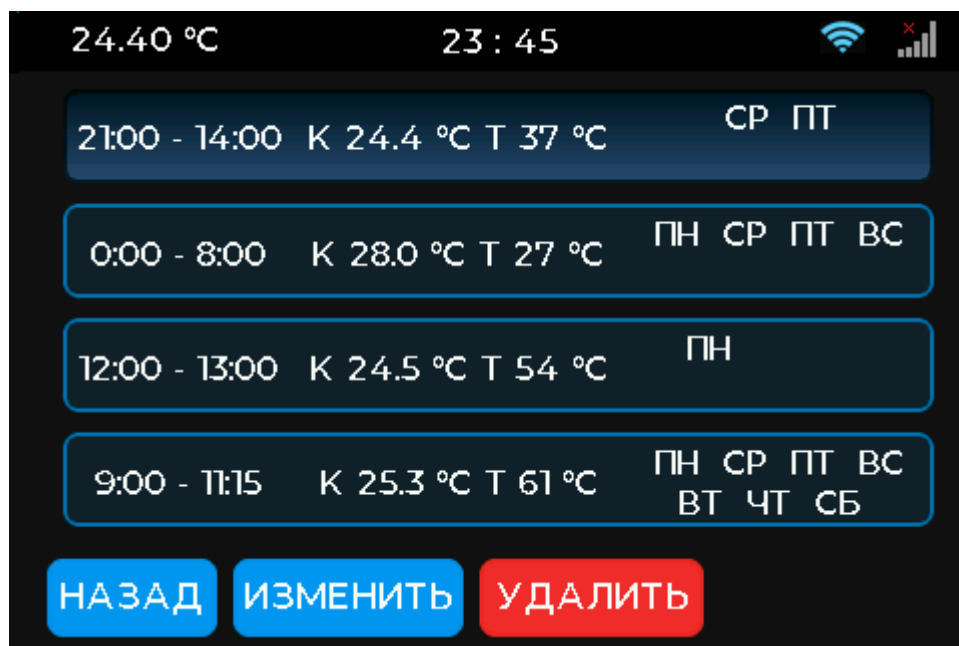 24.40 °C 23 : 45
21:00 - 14:00 К 24.4 °C Т 37 °C СР ПТ
0:00 - 8:00 К 28.0 °C Т 27 °C ПН СР ПТ ВС
12:00 - 13:00 К 24.5 °C Т 54 °C ПН
9:00 - 11:15 К 25.3 °C Т 61 °C ПН СР ПТ ВС
ВТ ЧТ СБ
НАЗАД ИЗМЕНИТЬ УДАЛИТЬ